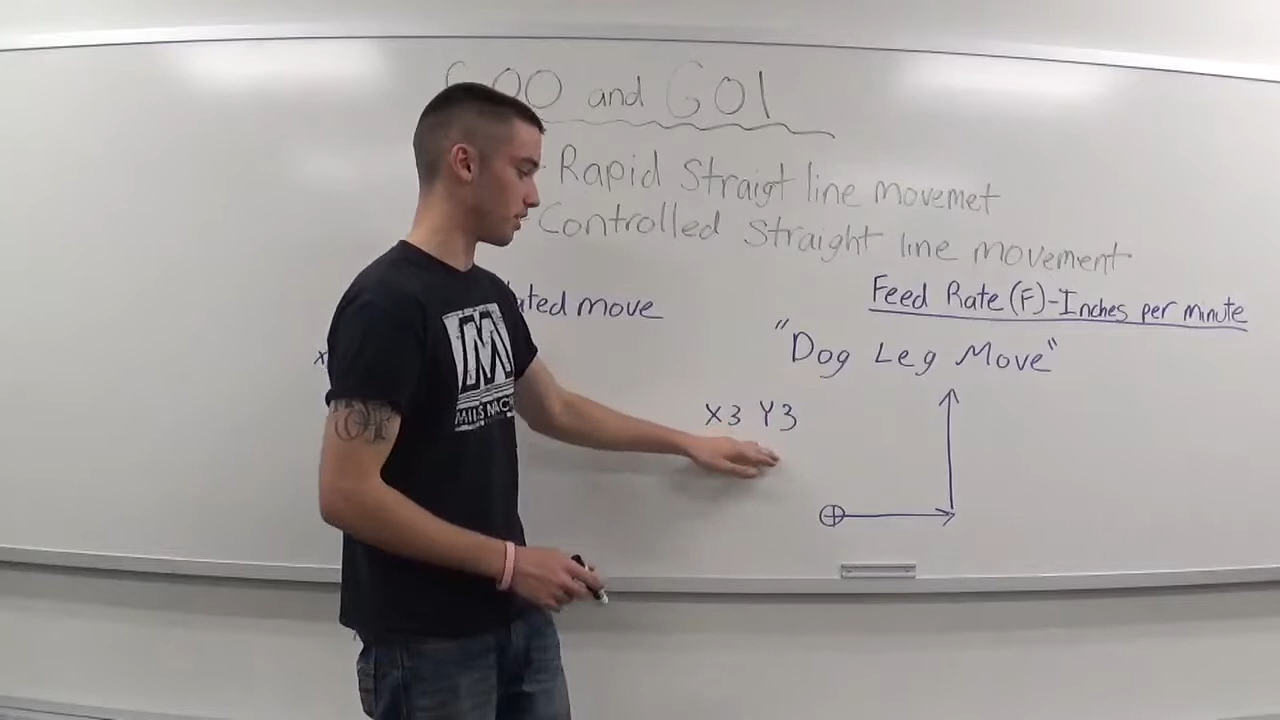 G00 and G01
Rapid Straigt line movemet
Controlled Straight line movement
move
Feed Rate (F)-Inches per minute
"Dog Leg Move"
X3 Y3
M